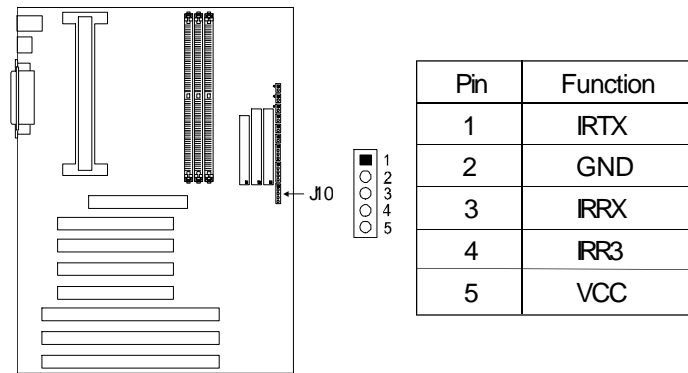 J10
1
2
3
4
5
Pin Function
1 IRTX
2 GND
3 IRRX
4 IRR3
5 VCC